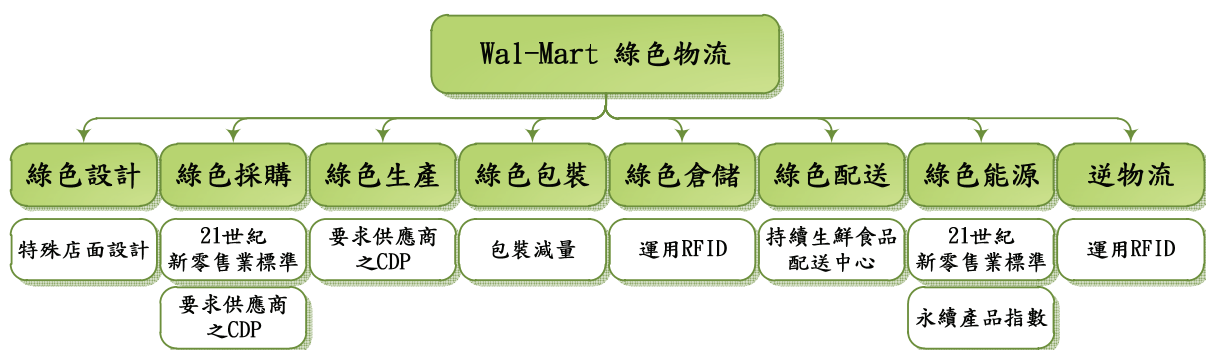 Wal-Mart 綠色物流
綠色設計
綠色採購
綠色生產
綠色包裝
綠色倉儲
綠色配送
綠色能源
逆物流
特殊店面設計
21世紀
新零售業標準
要求供應商
之CDP
包裝減量
運用RFID
持續生鮮食品
配送中心
21世紀
新零售業標準
運用RFID
要求供應商
之CDP
永續產品指數